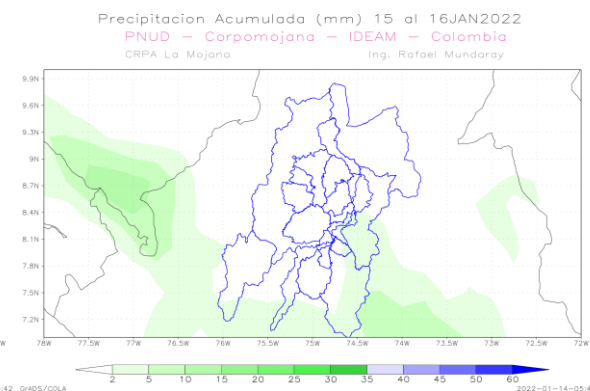 Precipitacion Acumulada (mm) 15 al 16JAN2022
PNUD – Corpomojana – IDEAM – Colombia
CRPA La Mojana Ing. Rafael Mundaray
9.9N
9.6N
9.3N
9N
8.7N
8.4N
8.1N
7.8N
7.5N
7.2N
W 78W 77.5W 76.5W 76W 75.5W 75W 74.5W 74W 73.5W 72.5W 72W
2 5 15 20 25 30 35 40 45 50 60
:42 GrADS/COLA 2022-01-14-05:4